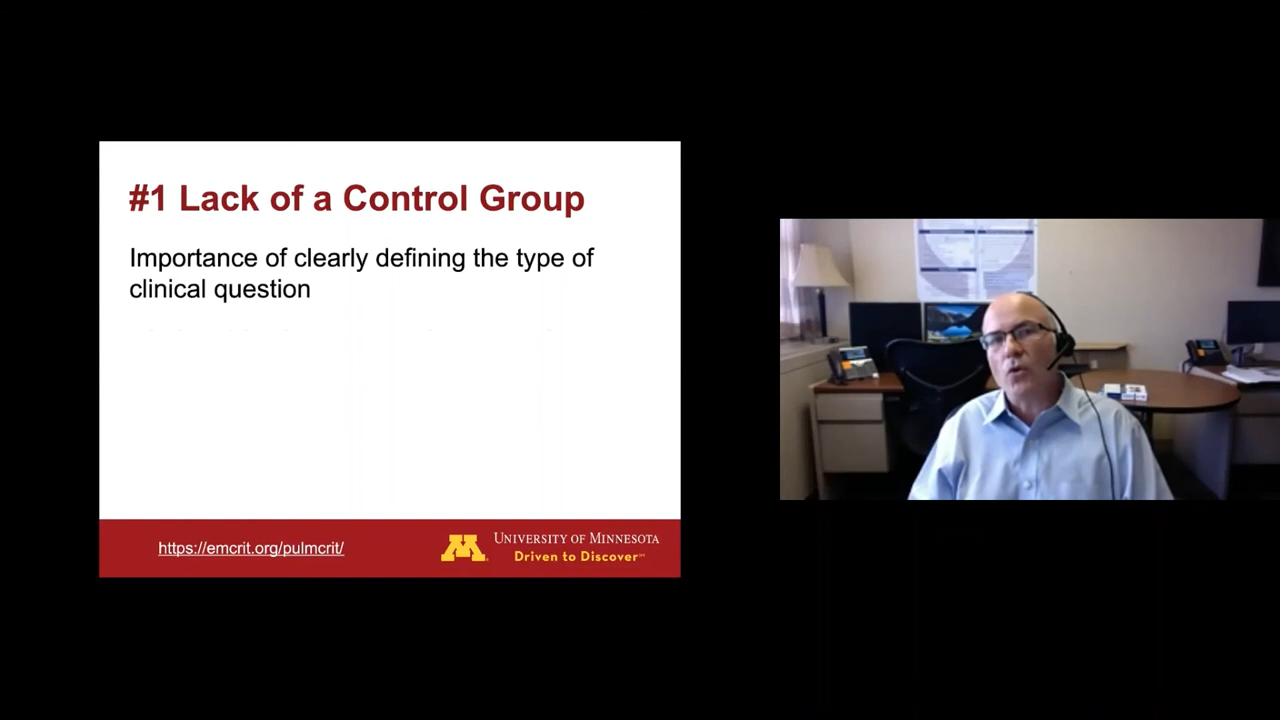 #1 Lack of a Control Group
Importance of clearly defining the type of
clinical question
https://emcrit.org/pulmcrit/
UNIVERSITY OF MINNESOTA
Driven to Discover℠